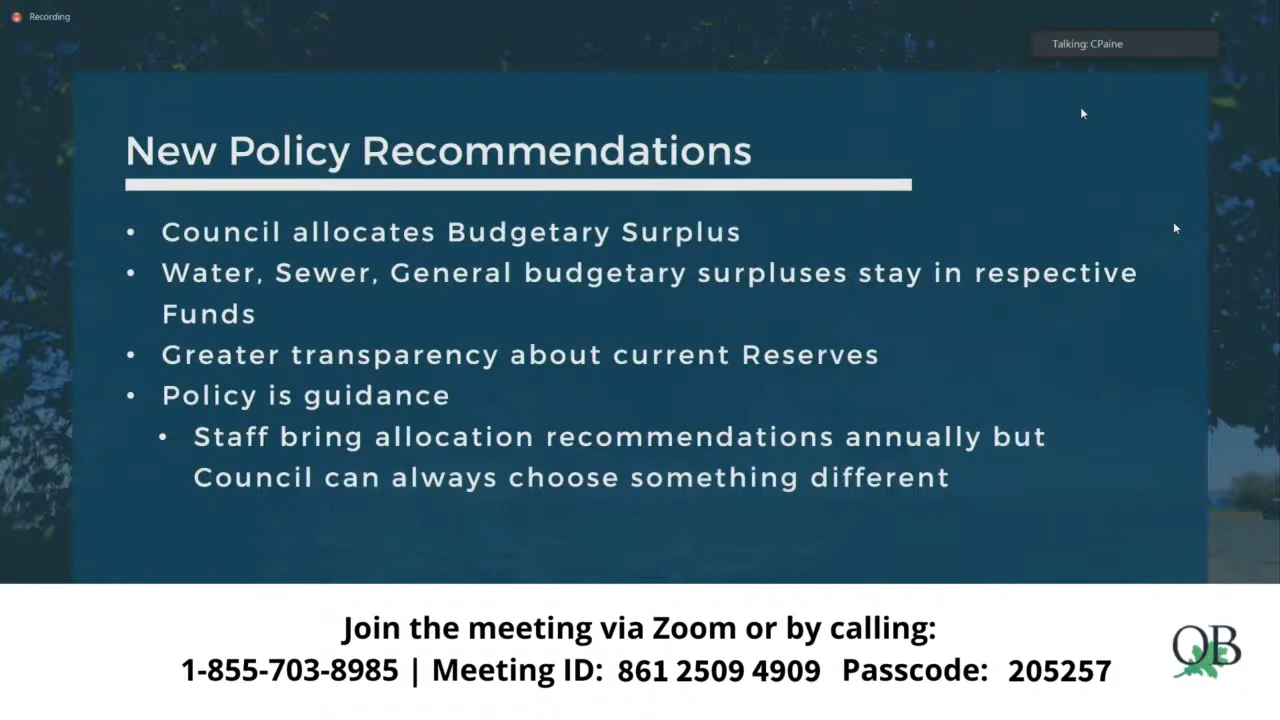 Recording
Talking: CPaine
New Policy Recommendations
• Council allocates Budgetary Surplus
• Water, Sewer, General budgetary surpluses stay in respective
Funds
• Greater transparency about current Reserves
• Policy is guidance
• Staff bring allocation recommendations annually but
Council can always choose something different
Join the meeting via Zoom or by calling:
1-855-703-8985 | Meeting ID: 861 2509 4909 Passcode: 205257
QB